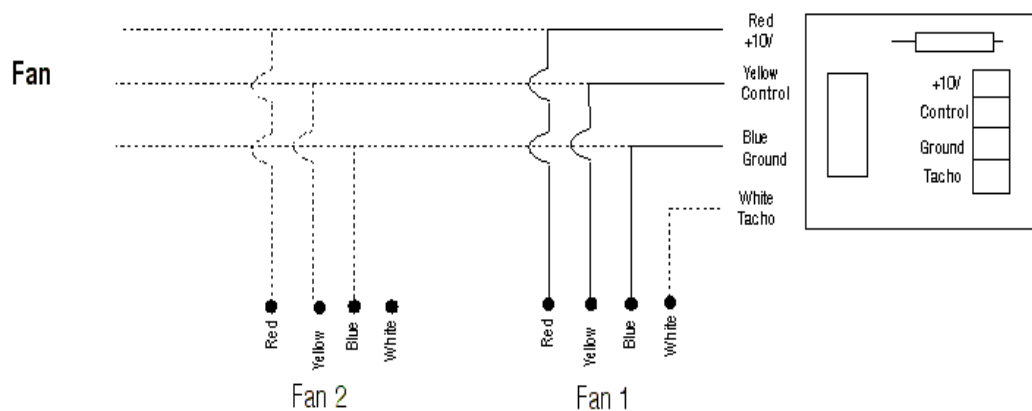 Fan
Red
+10V
Yellow
Control
Blue
Ground
White
Tacho
+10V
Control
Ground
Tacho
Red
Yellow
Blue
White
Red
Yellow
Blue
White
Fan 2
Fan 1